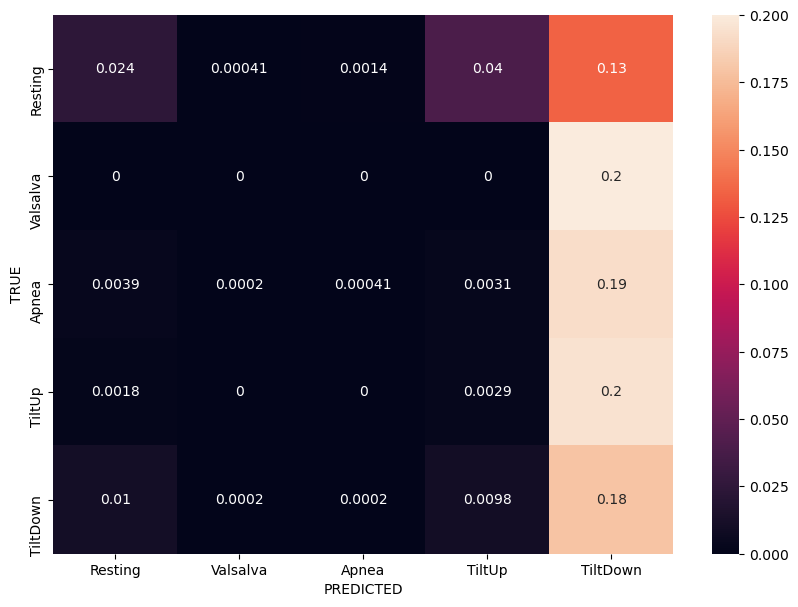 Resting 0.024 0.00041 0.0014 0.04 0.13
Valsalva 0 0 0 0 0.2
Apnea 0.0039 0.0002 0.00041 0.0031 0.19
TiltUp 0.0018 0 0 0.0029 0.2
TiltDown 0.01 0.0002 0.0002 0.0098 0.18
TRUE
Resting Valsalva Apnea TiltUp TiltDown
PREDICTED
0.200
0.175
0.150
0.125
0.100
0.075
0.050
0.025
0.000